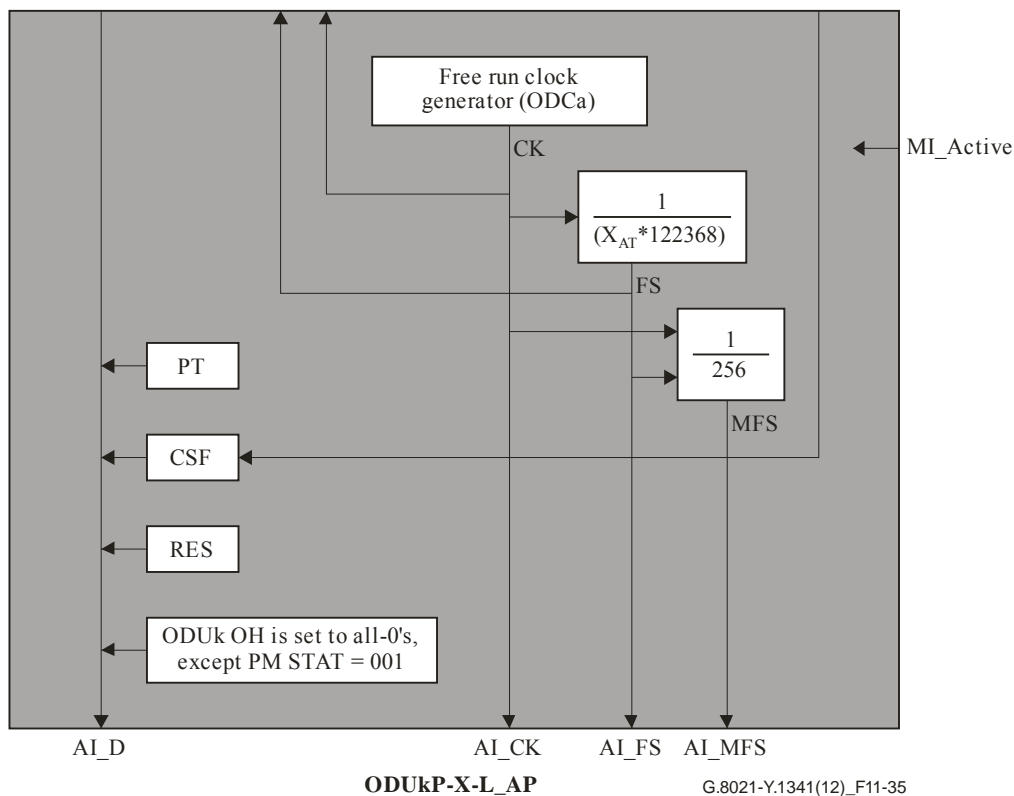 Free run clock
generator (ODCa)
CK
MI_Active
1
(X_AT*122368)
FS
1
256
MFS
PT
CSF
RES
ODUk OH is set to all-0's,
except PM STAT = 001
AI_D
AI_CK
AI_FS
AI_MFS
ODUkP-X-L_AP
G.8021-Y.1341(12)_F11-35